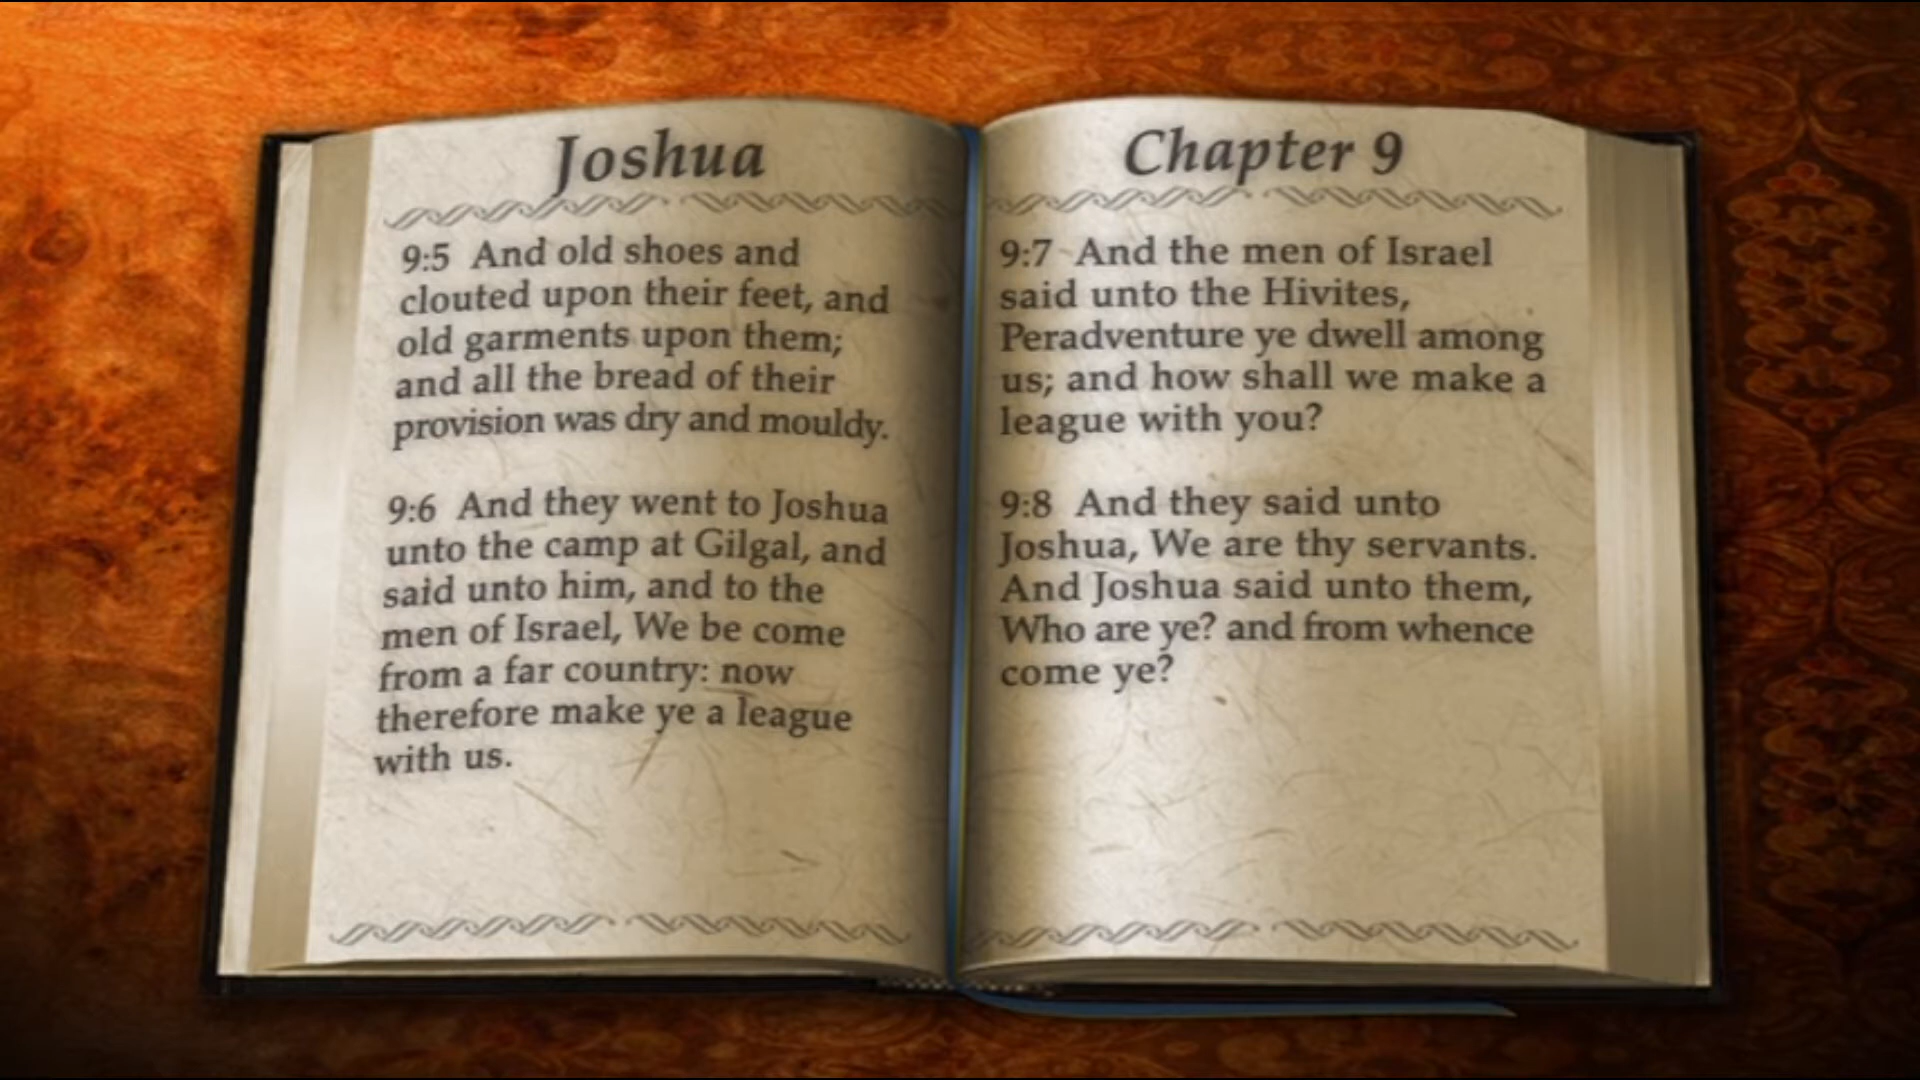 Joshua
9:5 And old shoes and
clouted upon their feet, and
old garments upon them;
and all the bread of their
provision was dry and mouldy.
9:6 And they went to Joshua
unto the camp at Gilgal, and
said unto him, and to the
men of Israel, We be come
from a far country: now
therefore make ye a league
with us.
Chapter 9
9:7 And the men of Israel
said unto the Hivites,
Peradventure ye dwell among
us; and how shall we make a
league with you?
9:8 And they said unto
Joshua, We are thy servants.
And Joshua said unto them,
Who are ye? and from whence
come ye?